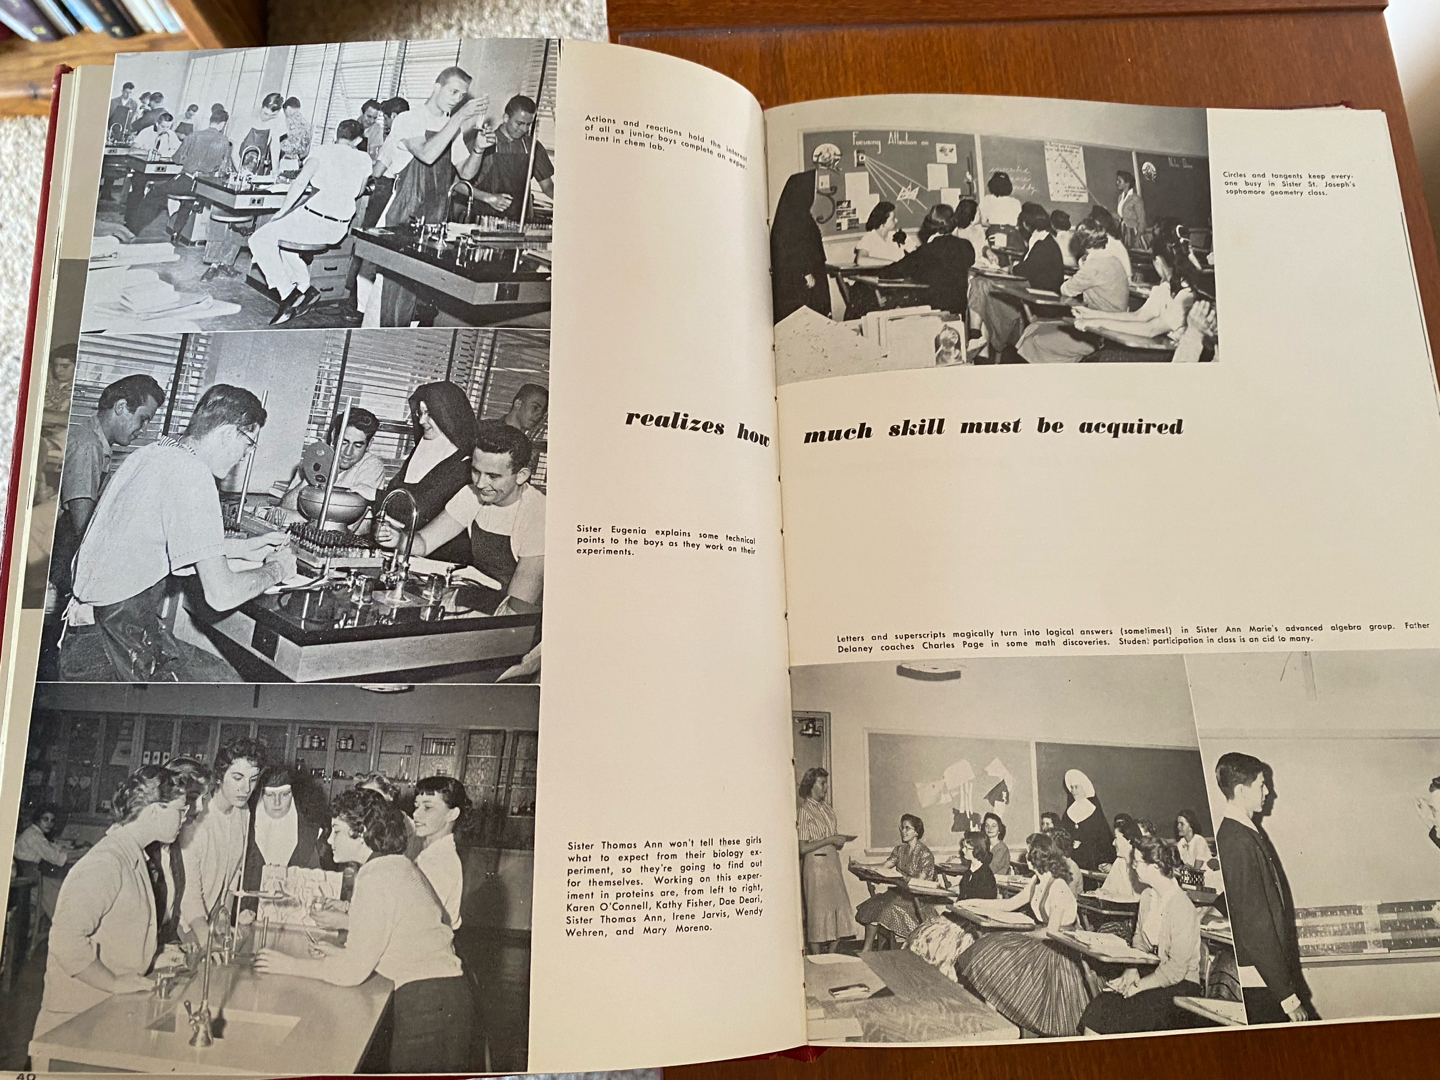 Actions and reactions hold the interest
of all as junior boys complete an exper-
iment in chem lab.
realizes how
Sister Eugenia explains some technical
points to the boys as they work on their
experiments.
Sister Thomas Ann won't tell these girls
what to expect from their biology ex-
periment, so they're going to find out
for themselves. Working on this exper-
iment in proteins are, from left to right,
Karen O'Connell, Kathy Fisher, Dae Deari,
Sister Thomas Ann, Irene Jarvis, Wendy
Wehren, and Mary Moreno.
40
Focusing Attention on
Circles and tangents keep every-
one busy in Sister St. Joseph's
sophomore geometry class.
much skill must be acquired
Letters and superscripts magically turn into logical answers (sometimes!) in Sister Ann Marie's advanced algebra group. Father
Delaney coaches Charles Page in some math discoveries. Student participation in class is an aid to many.